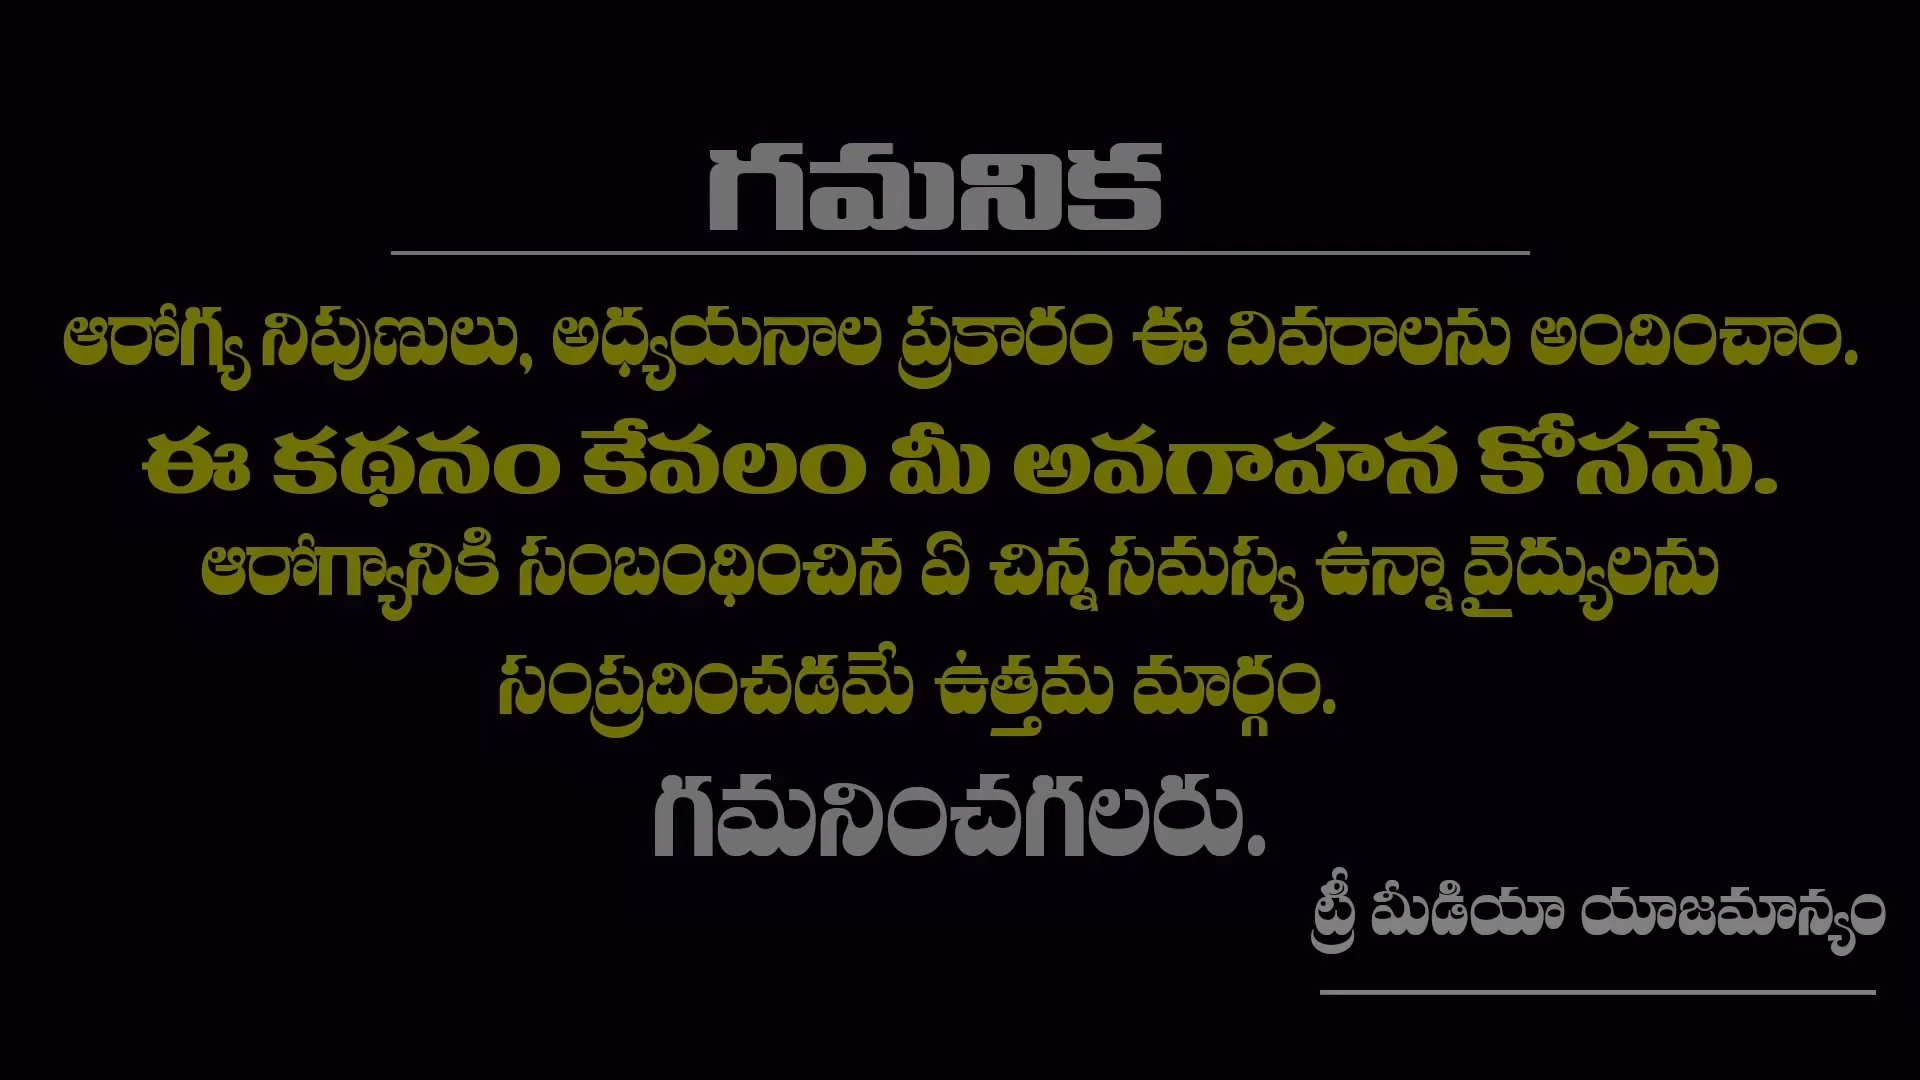 గమనిక
ఆరోగ్య నిపుణులు, అధ్యయనాల ప్రకారం ఈ వివరాలను అందించాం.
ఈ కథనం కేవలం మీ అవగాహన కోసమే.
ఆరోగ్యానికి సంబంధించిన ఏ చిన్న సమస్య ఉన్నా వైద్యులను
సంప్రదించడమే ఉత్తమ మార్గం.
గమనించగలరు.
ట్రీ మీడియా యాజమాన్యం